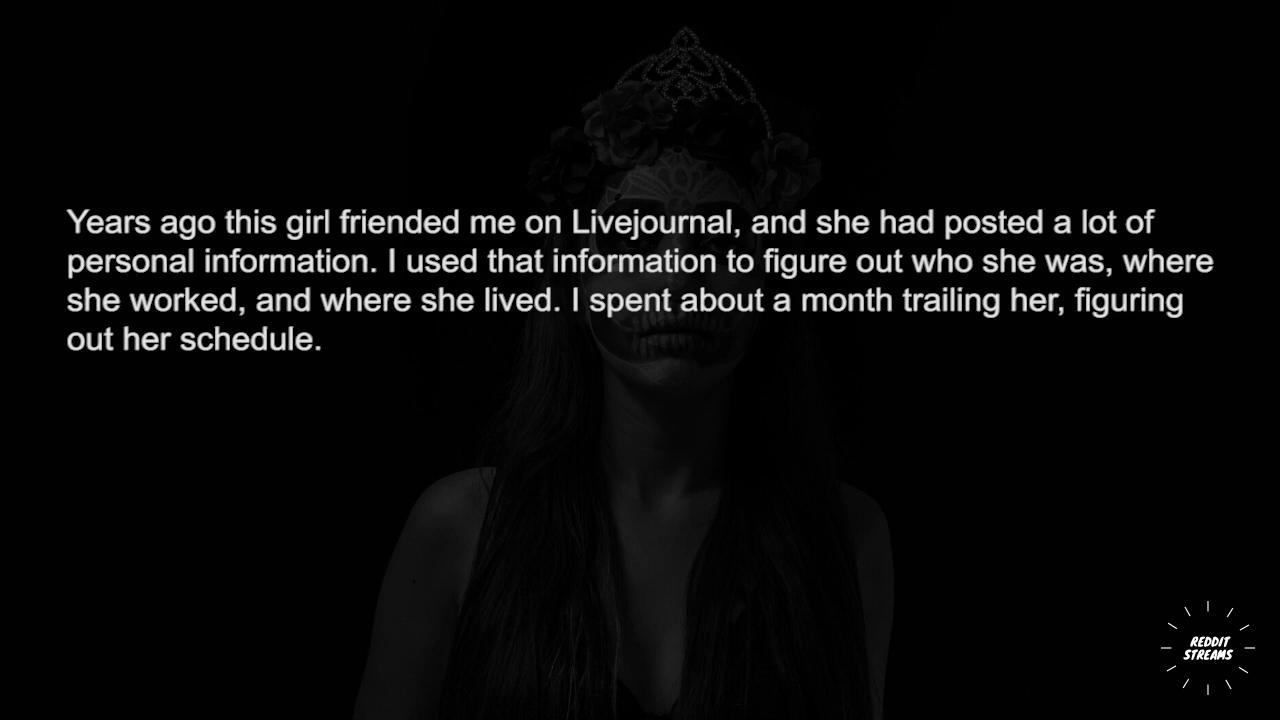 Years ago this girl friended me on Livejournal, and she had posted a lot of
personal information. I used that information to figure out who she was, where
she worked, and where she lived. I spent about a month trailing her, figuring
out her schedule.
REDDIT
STREAMS